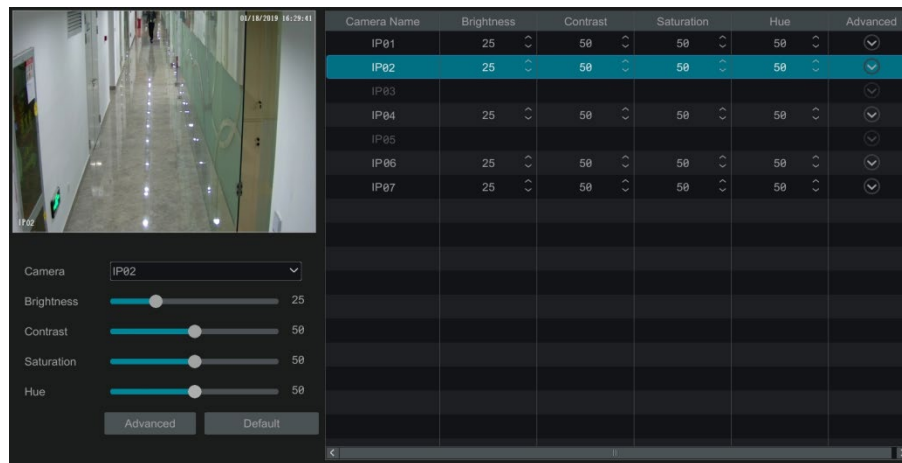 01/18/2019 16:29:41
IP02
Camera IP02
Brightness 25
Contrast 50
Saturation 50
Hue 50
Advanced Default
Camera Name Brightness Contrast Saturation Hue Advanced
IP01 25 50 50 50
IP02 25 50 50 50
IP03
IP04 25 50 50 50
IP05
IP06 25 50 50 50
IP07 25 50 50 50